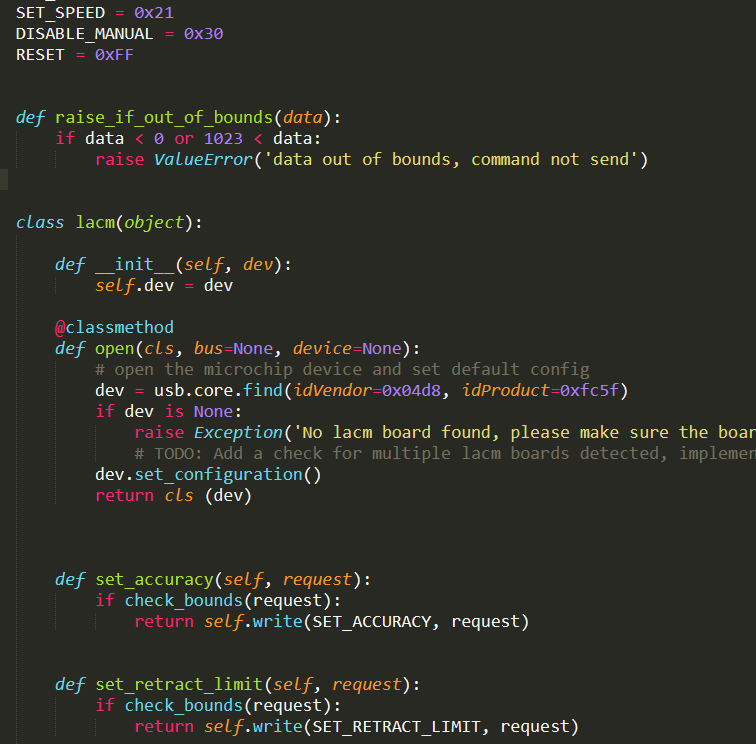 SET_SPEED = 0x21
DISABLE_MANUAL = 0x30
RESET = 0xFF
def raise_if_out_of_bounds(data):
if data < 0 or 1023 < data:
raise ValueError('data out of bounds, command not send')
class lacm(object):
def __init__(self, dev):
self.dev = dev
@classmethod
def open(cls, bus=None, device=None):
# open the microchip device and set default config
dev = usb.core.find(idVendor=0x04d8, idProduct=0xfc5f)
if dev is None:
raise Exception('No lacm board found, please make sure the boar
# TODO: Add a check for multiple lacm boards detected, implemen
dev.set_configuration()
return cls (dev)
def set_accuracy(self, request):
if check_bounds(request):
return self.write(SET_ACCURACY, request)
def set_retract_limit(self, request):
if check_bounds(request):
return self.write(SET_RETRACT_LIMIT, request)